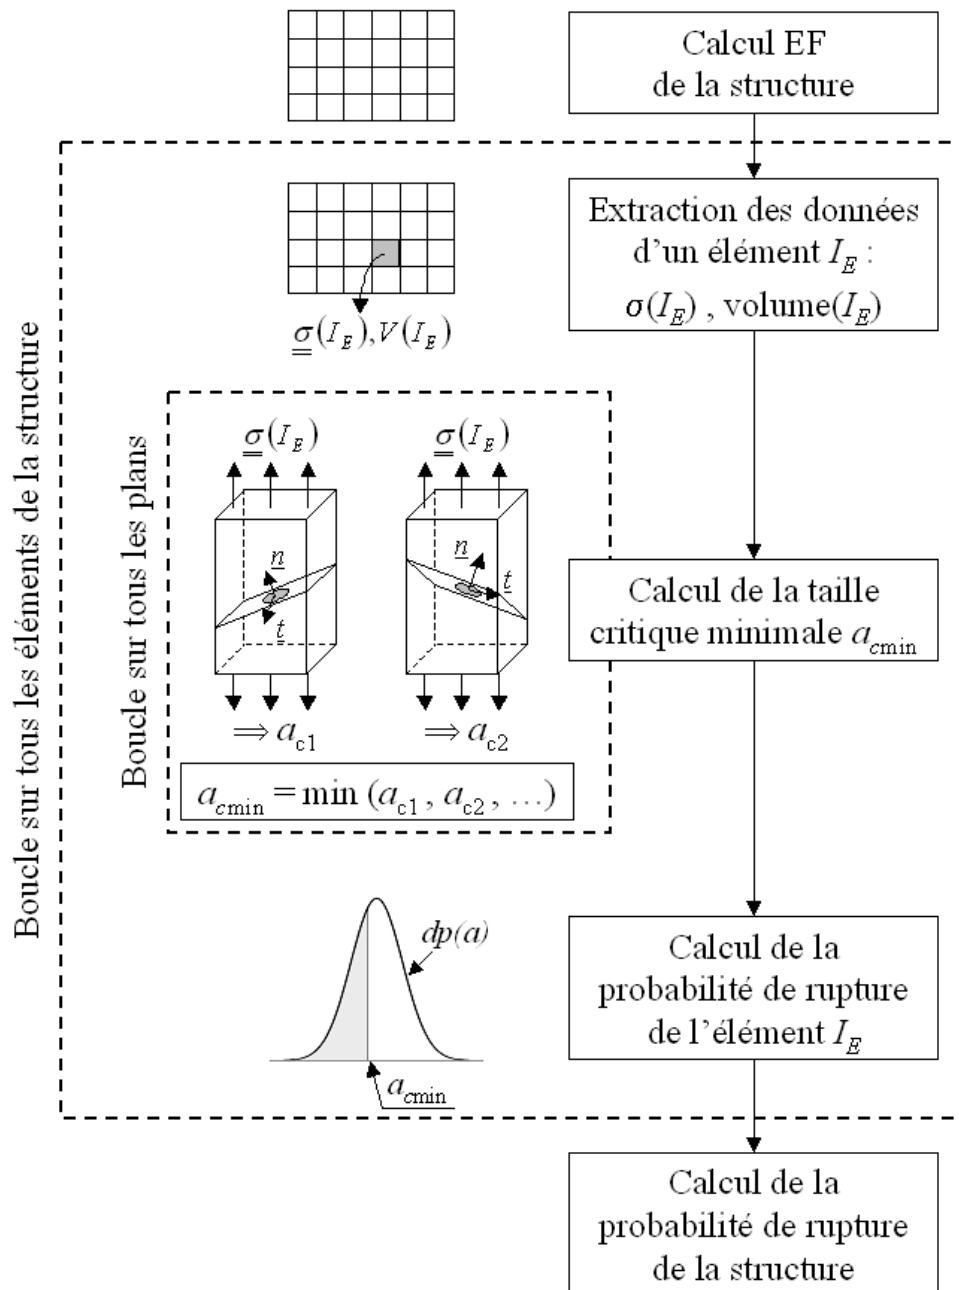 Calcul EF
de la structure
Boucle sur tous les éléments de la structure
Extraction des données
d’un élément I_E :
σ(I_E) , volume(I_E)
σ(I_E), V(I_E)
Boucle sur tous les plans
σ(I_E)
σ(I_E)
n
t
n
t
⇒ a_c1
⇒ a_c2
a_cmin = min (a_c1 , a_c2 , …)
Calcul de la taille
critique minimale a_cmin
dp(a)
a_cmin
Calcul de la
probabilité de rupture
de l’élément I_E
Calcul de la
probabilité de rupture
de la structure